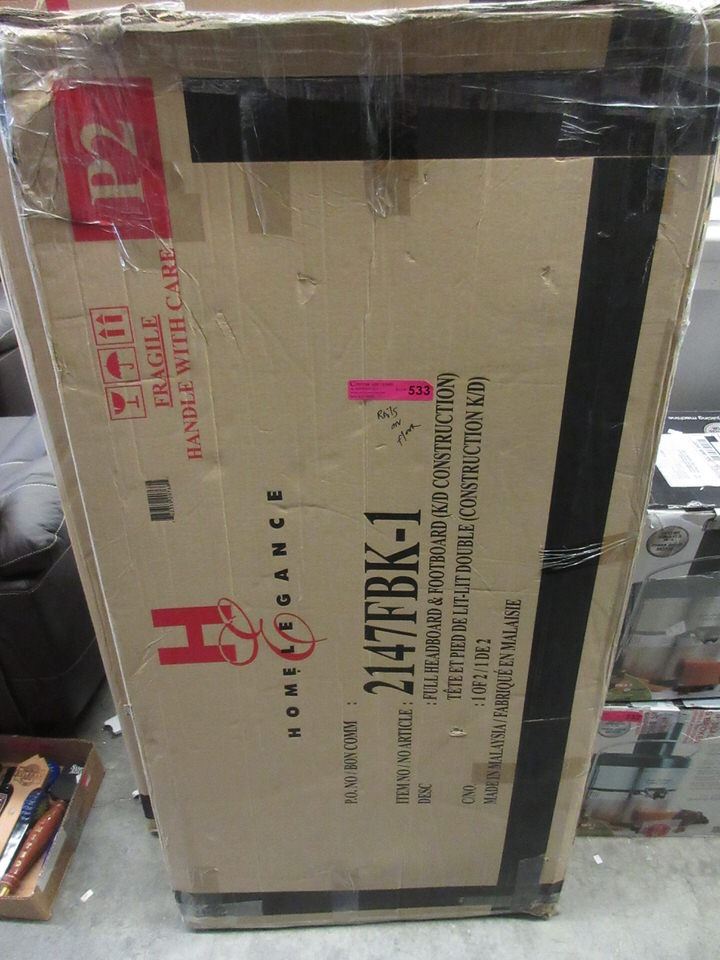 P2
FRAGILE
HANDLE WITH CARE
H
HOMELEGANCE
533
Rails
on
Floor
P.O. NO / BON COMM :
ITEM NO / NO ARTICLE : 2147FBK-1
DESC : FULL HEADBOARD & FOOTBOARD (K/D CONSTRUCTION)
TÊTE ET PIED DE LIT-LIT DOUBLE (CONSTRUCTION K/D)
C/NO : 1 OF 2 / 1 DE 2
MADE IN MALAYSIA / FABRIQUÉ EN MALAISIE